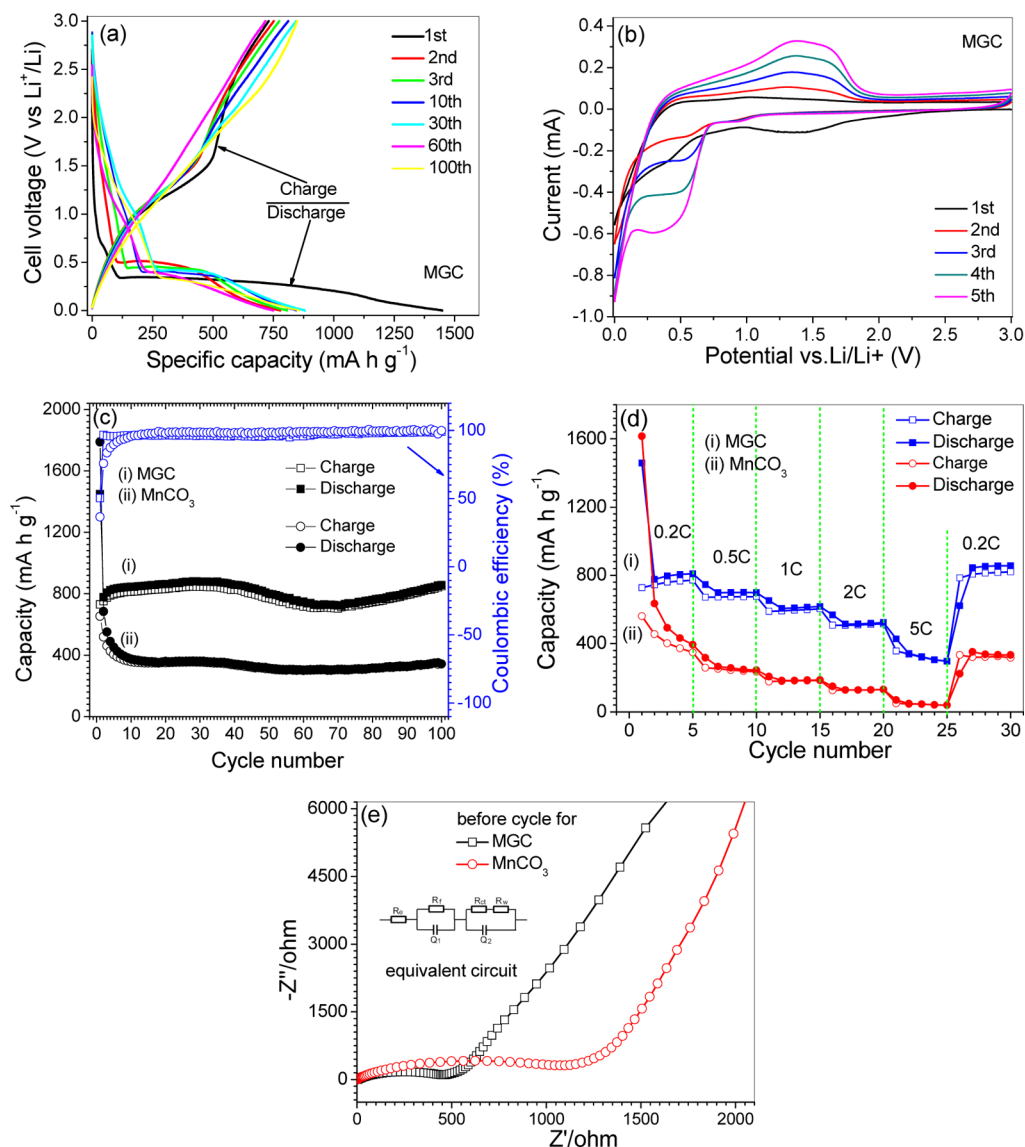 (a)
1st
2nd
3rd
10th
30th
60th
100th
Charge
Discharge
MGC
3.0
2.5
2.0
1.5
1.0
0.5
0.0
0 250 500 750 1000 1250 1500
Cell voltage (V vs Li⁺/Li)
Specific capacity (mA h g⁻¹)
(b)
MGC
1st
2nd
3rd
4th
5th
0.4
0.2
0.0
-0.2
-0.4
-0.6
-0.8
-1.0
0.0 0.5 1.0 1.5 2.0 2.5 3.0
Current (mA)
Potential vs.Li/Li+ (V)
(c)
(i) MGC
(ii) MnCO₃
Charge
Discharge
Charge
Discharge
(i)
(ii)
2000
1600
1200
800
400
0
100
50
0
-50
-100
0 10 20 30 40 50 60 70 80 90 100
Capacity (mA h g⁻¹)
Coulombic efficiency (%)
Cycle number
(d)
(i) MGC
(ii) MnCO₃
Charge
Discharge
Charge
Discharge
0.2C
0.5C
1C
2C
5C
0.2C
(i)
(ii)
1600
1200
800
400
0
0 5 10 15 20 25 30
Capacity (mA h g⁻¹)
Cycle number
(e)
before cycle for
MGC
MnCO₃
Re
Rf
Rct
Rw
Q1
Q2
equivalent circuit
6000
4500
3000
1500
0
0 500 1000 1500 2000
-Z''/ohm
Z'/ohm